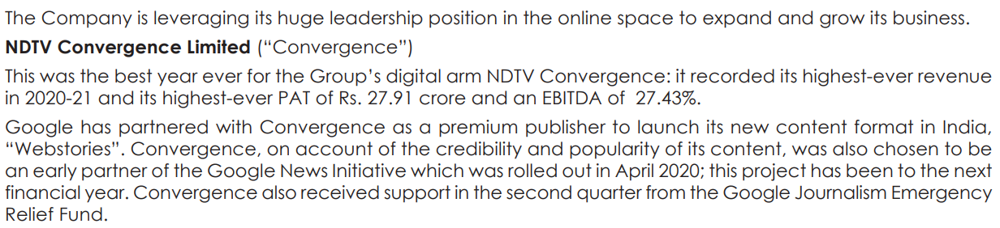 The Company is leveraging its huge leadership position in the online space to expand and grow its business.
NDTV Convergence Limited (“Convergence”)
This was the best year ever for the Group’s digital arm NDTV Convergence: it recorded its highest-ever revenue
in 2020-21 and its highest-ever PAT of Rs. 27.91 crore and an EBITDA of 27.43%.
Google has partnered with Convergence as a premium publisher to launch its new content format in India,
“Webstories”. Convergence, on account of the credibility and popularity of its content, was also chosen to be
an early partner of the Google News Initiative which was rolled out in April 2020; this project has been to the next
financial year. Convergence also received support in the second quarter from the Google Journalism Emergency
Relief Fund.